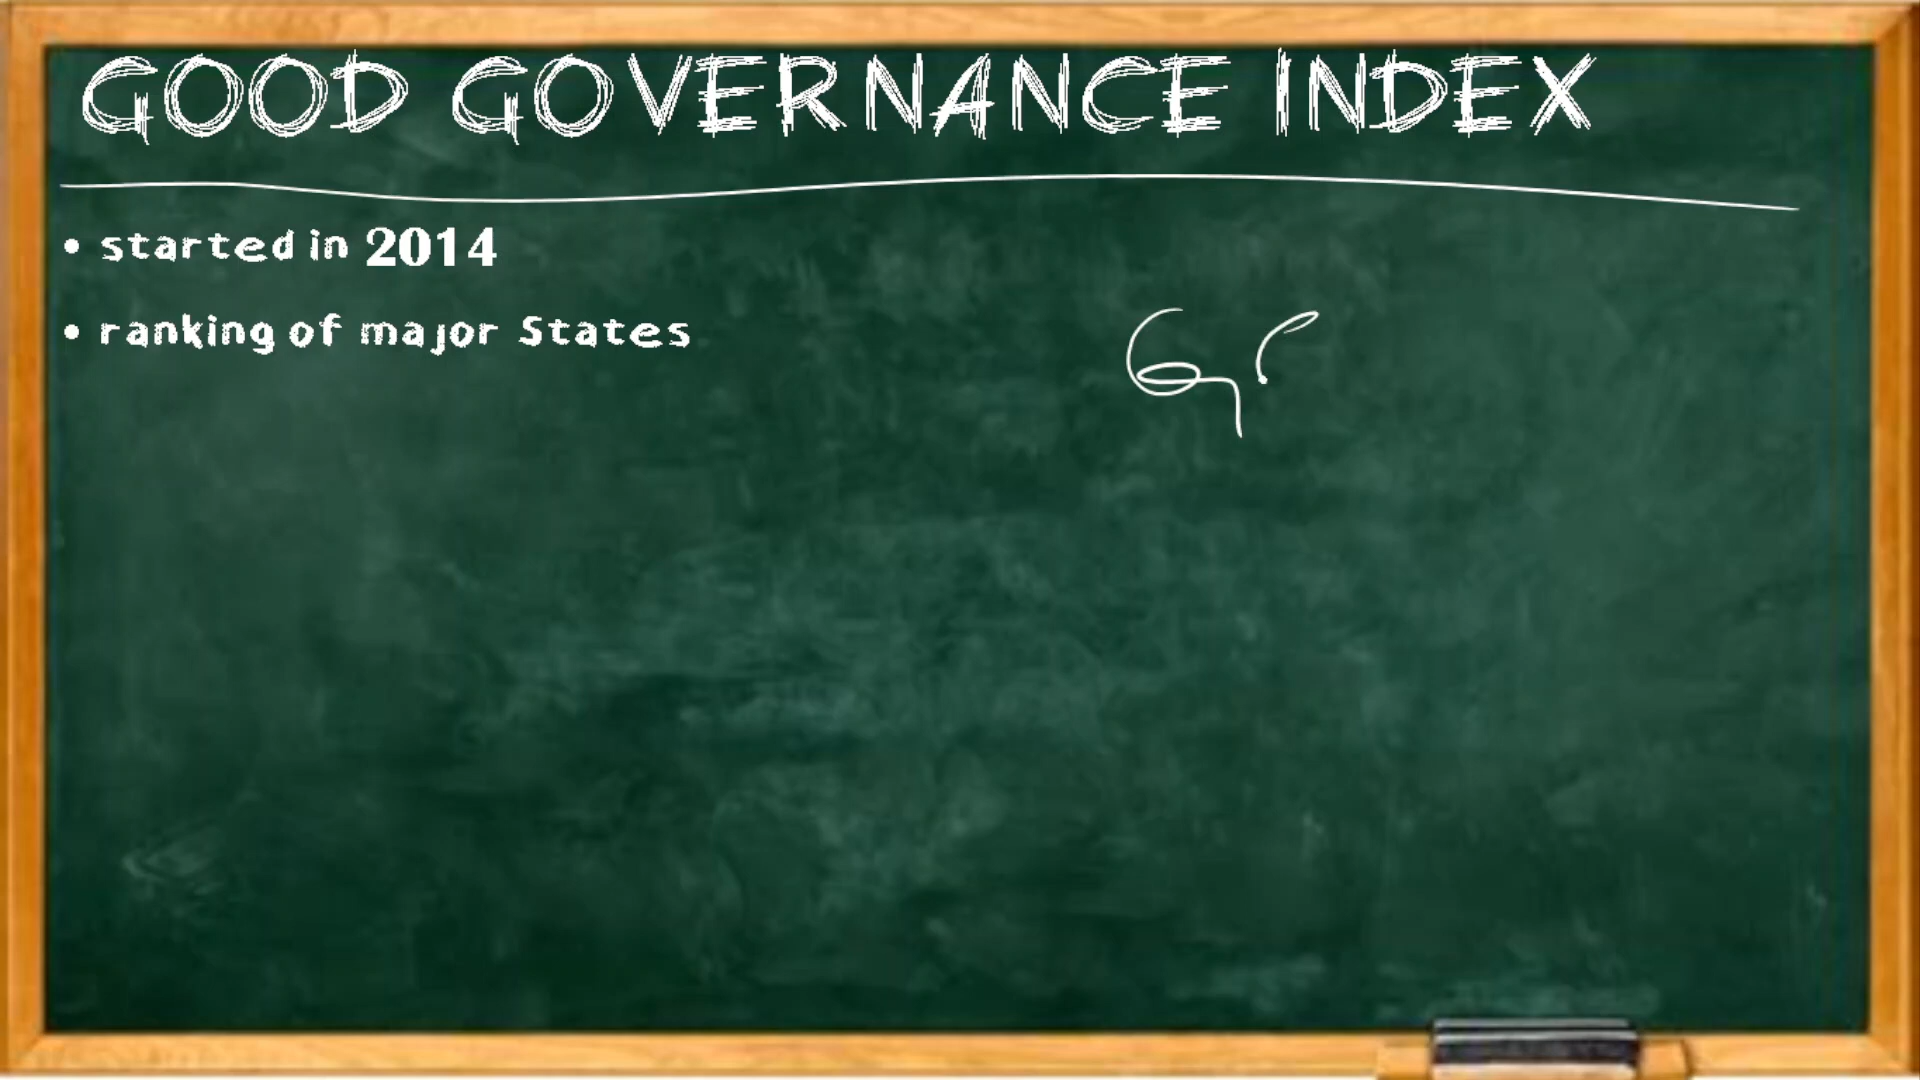 GOOD GOVERNANCE INDEX
• started in 2014
• ranking of major States